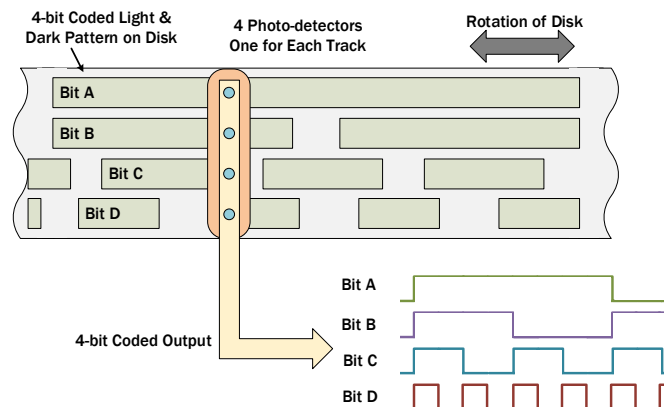 4-bit Coded Light &
Dark Pattern on Disk
4 Photo-detectors
One for Each Track
Rotation of Disk
Bit A
Bit B
Bit C
Bit D
4-bit Coded Output
Bit A
Bit B
Bit C
Bit D